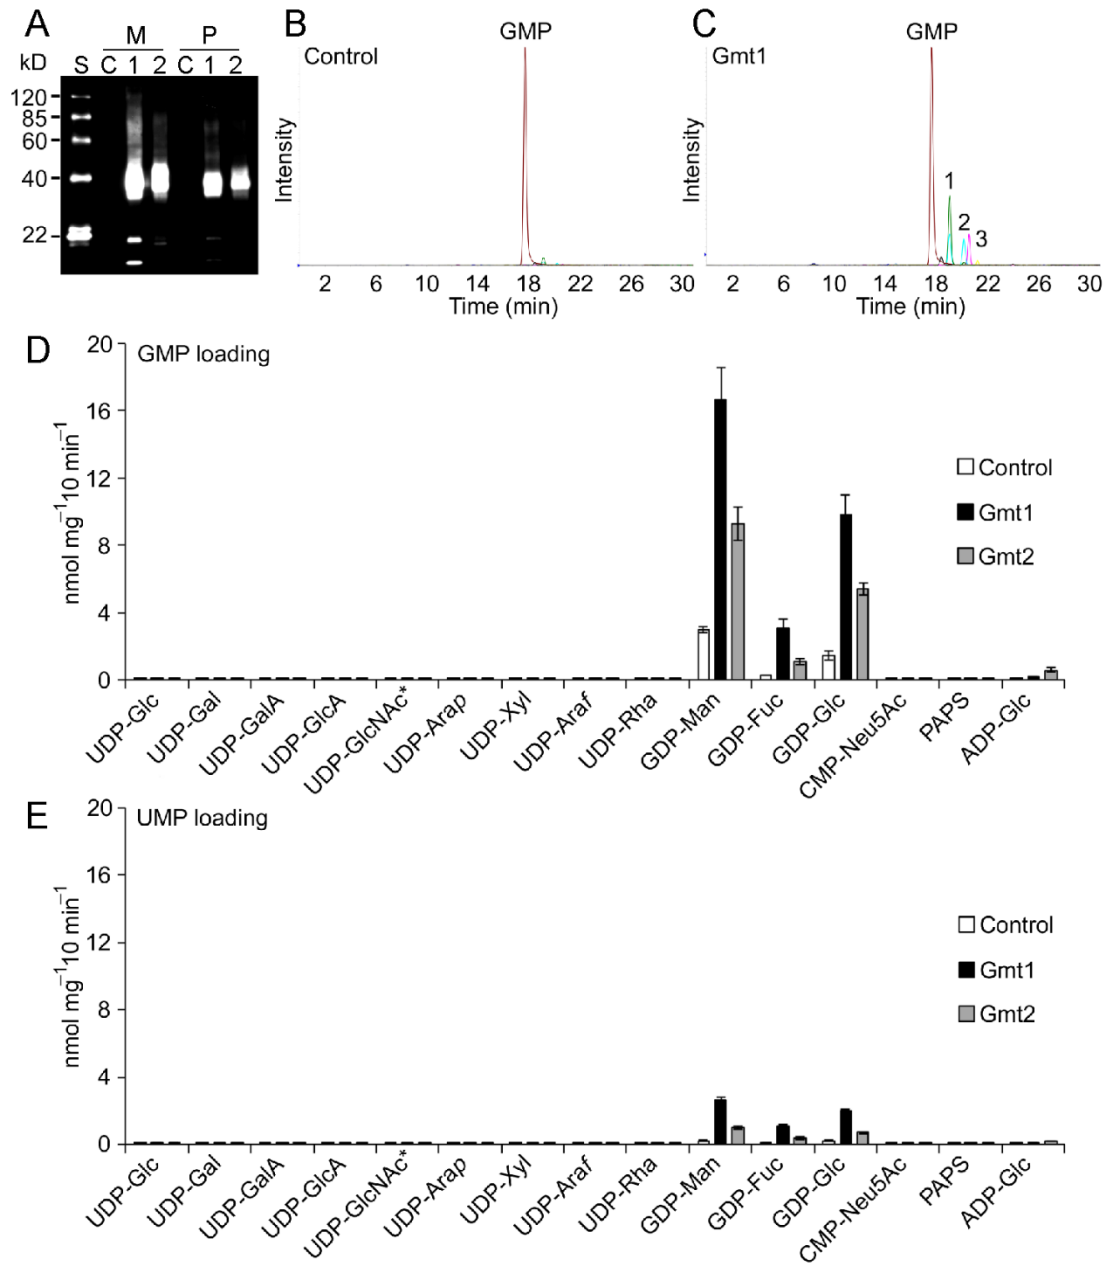 A
M P
kD S C 1 2 C 1 2
120
85
60
40
22
B
Control
GMP
Intensity
2 6 10 14 18 22 26 30
Time (min)
C
Gmt1
GMP
1
2
3
Intensity
2 6 10 14 18 22 26 30
Time (min)
D
GMP loading
20
16
12
8
4
0
nmol mg⁻¹10 min⁻¹
Control
Gmt1
Gmt2
UDP-Glc
UDP-Gal
UDP-GalA
UDP-GlcA
UDP-GlcNAc*
UDP-Arap
UDP-Xyl
UDP-Araf
UDP-Rha
GDP-Man
GDP-Fuc
GDP-Glc
CMP-Neu5Ac
PAPS
ADP-Glc
E
UMP loading
20
16
12
8
4
0
nmol mg⁻¹10 min⁻¹
Control
Gmt1
Gmt2
UDP-Glc
UDP-Gal
UDP-GalA
UDP-GlcA
UDP-GlcNAc*
UDP-Arap
UDP-Xyl
UDP-Araf
UDP-Rha
GDP-Man
GDP-Fuc
GDP-Glc
CMP-Neu5Ac
PAPS
ADP-Glc